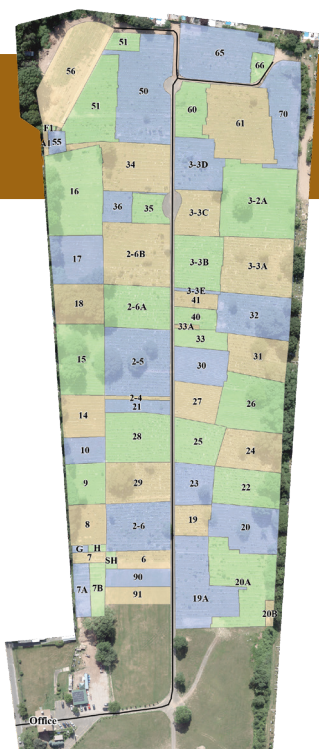 51
65
66
56
51
50
60
61
70
F1
A1
55
34
3-3D
16
36
35
3-2A
3-3C
17
2-6B
3-3B
3-3A
3-3E
18
2-6A
41
40
32
33A
33
15
2-5
30
31
2-4
21
14
27
26
28
10
25
24
9
29
23
22
8
2-6
19
20
G
H
7
SH
6
7A
7B
90
91
19A
20A
20B
Office